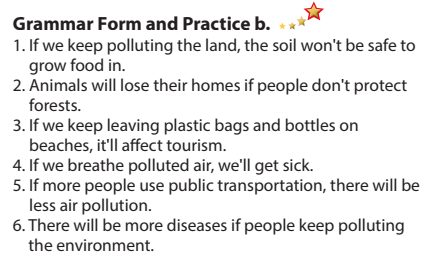 Grammar Form and Practice b.
1. If we keep polluting the land, the soil won't be safe to
grow food in.
2. Animals will lose their homes if people don't protect
forests.
3. If we keep leaving plastic bags and bottles on
beaches, it'll affect tourism.
4. If we breathe polluted air, we'll get sick.
5. If more people use public transportation, there will be
less air pollution.
6. There will be more diseases if people keep polluting
the environment.